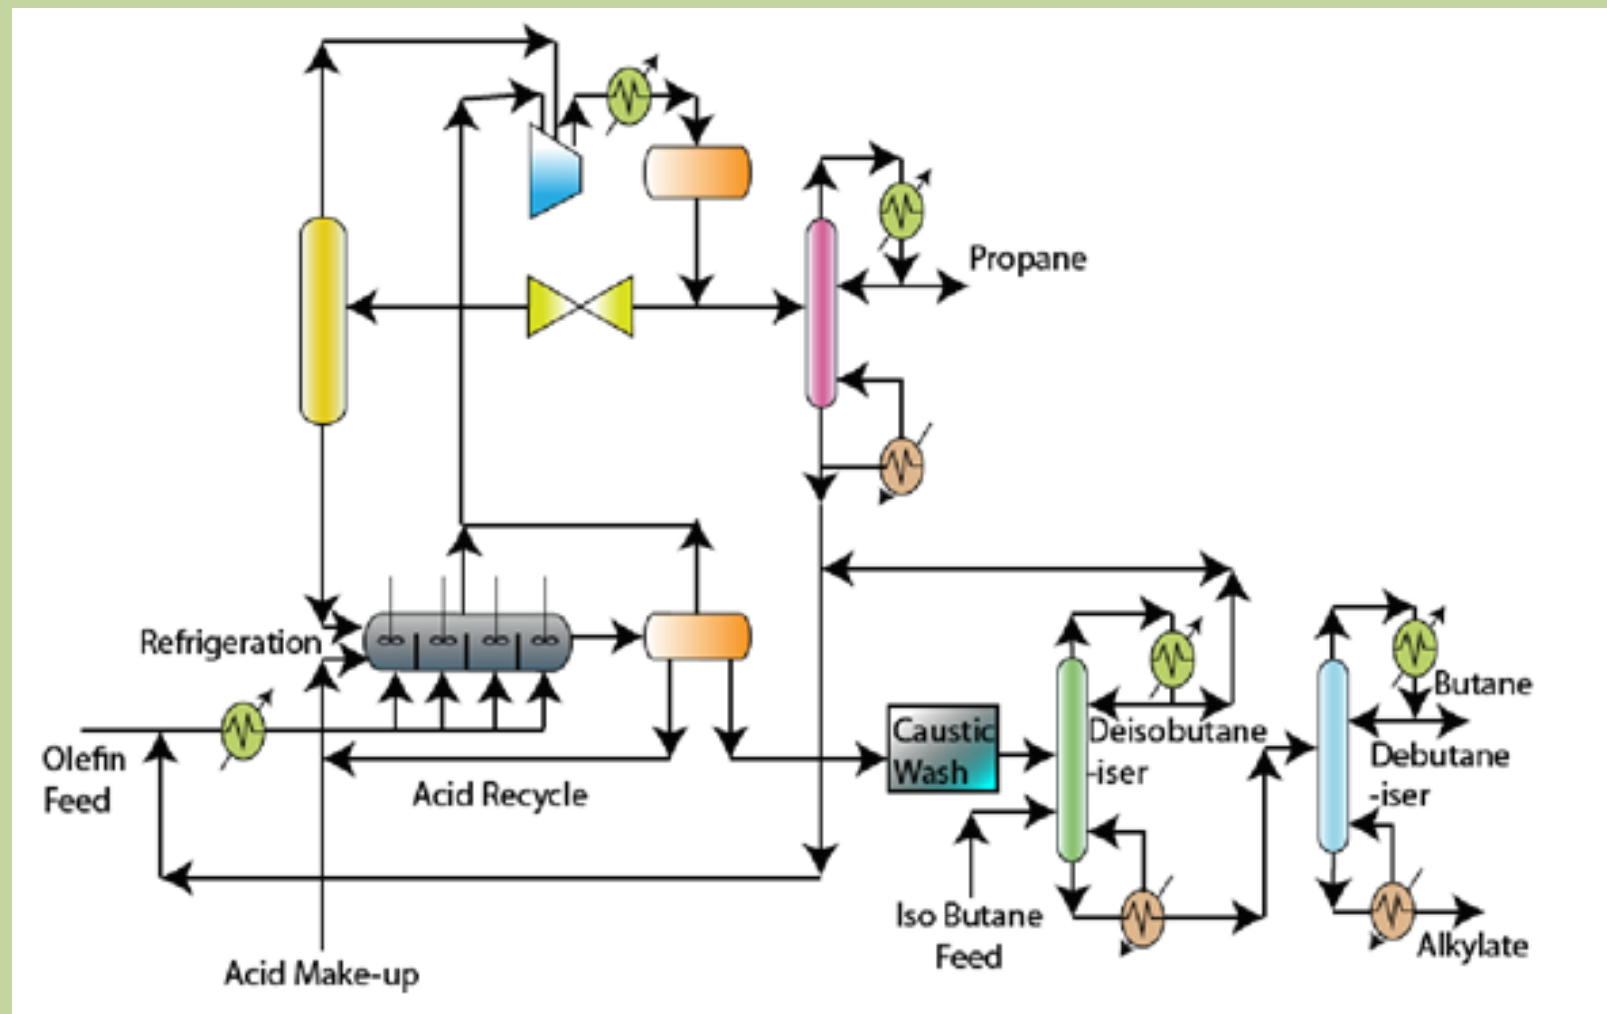 Propane
Refrigeration
Olefin
Feed
Acid Recycle
Acid Make-up
Caustic
Wash
Deisobutane
-iser
Iso Butane
Feed
Butane
Debutane
-iser
Alkylate